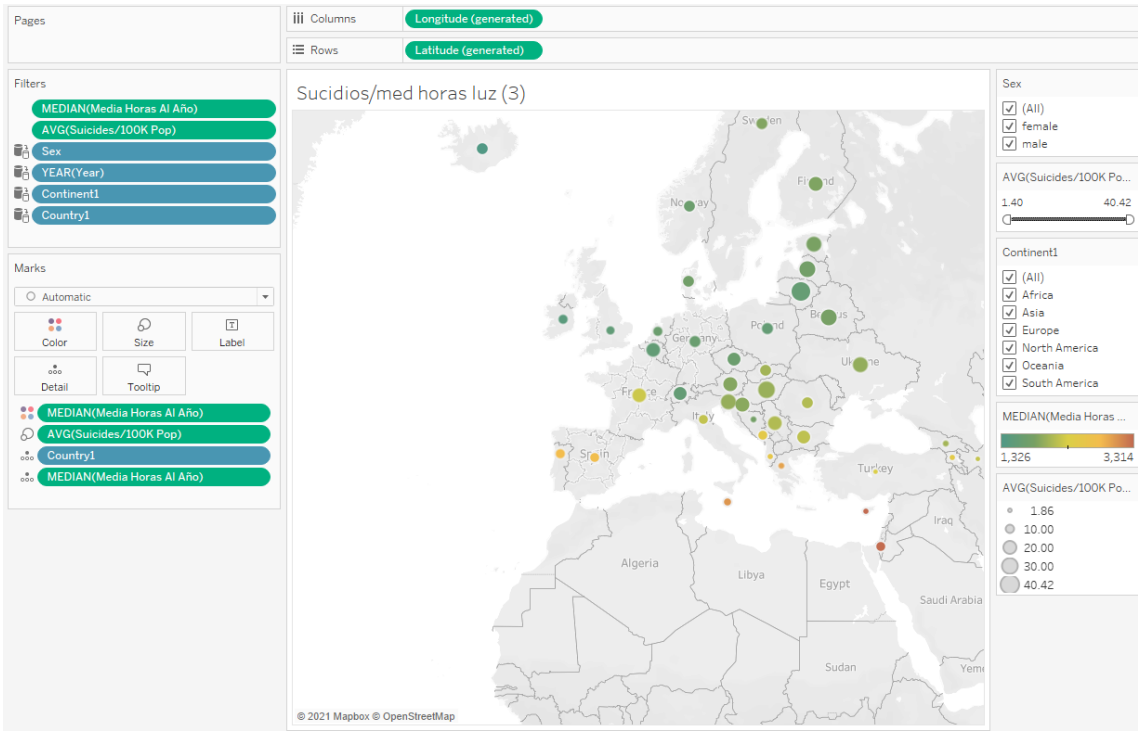 Pages
Columns
Longitude (generated)
Rows
Latitude (generated)
Filters
MEDIAN(Media Horas Al Año)
AVG(Suicides/100K Pop)
Sex
YEAR(Year)
Continent1
Country1
Marks
Automatic
Color
Size
T
Label
Detail
Tooltip
MEDIAN(Media Horas Al Año)
AVG(Suicides/100K Pop)
Country1
MEDIAN(Media Horas Al Año)
Sucidios/med horas luz (3)
Sweden
Norway
Poland
Germany
Ukraine
France
Italy
Spain
Turkey
Iraq
Algeria
Libya
Egypt
Saudi Arabia
Sudan
Yeme
© 2021 Mapbox © OpenStreetMap
Sex
(All)
female
male
AVG(Suicides/100K Po...
1.40 40.42
Continent1
(All)
Africa
Asia
Europe
North America
Oceania
South America
MEDIAN(Media Horas ...
1,326 3,314
AVG(Suicides/100K Po...
1.86
10.00
20.00
30.00
40.42